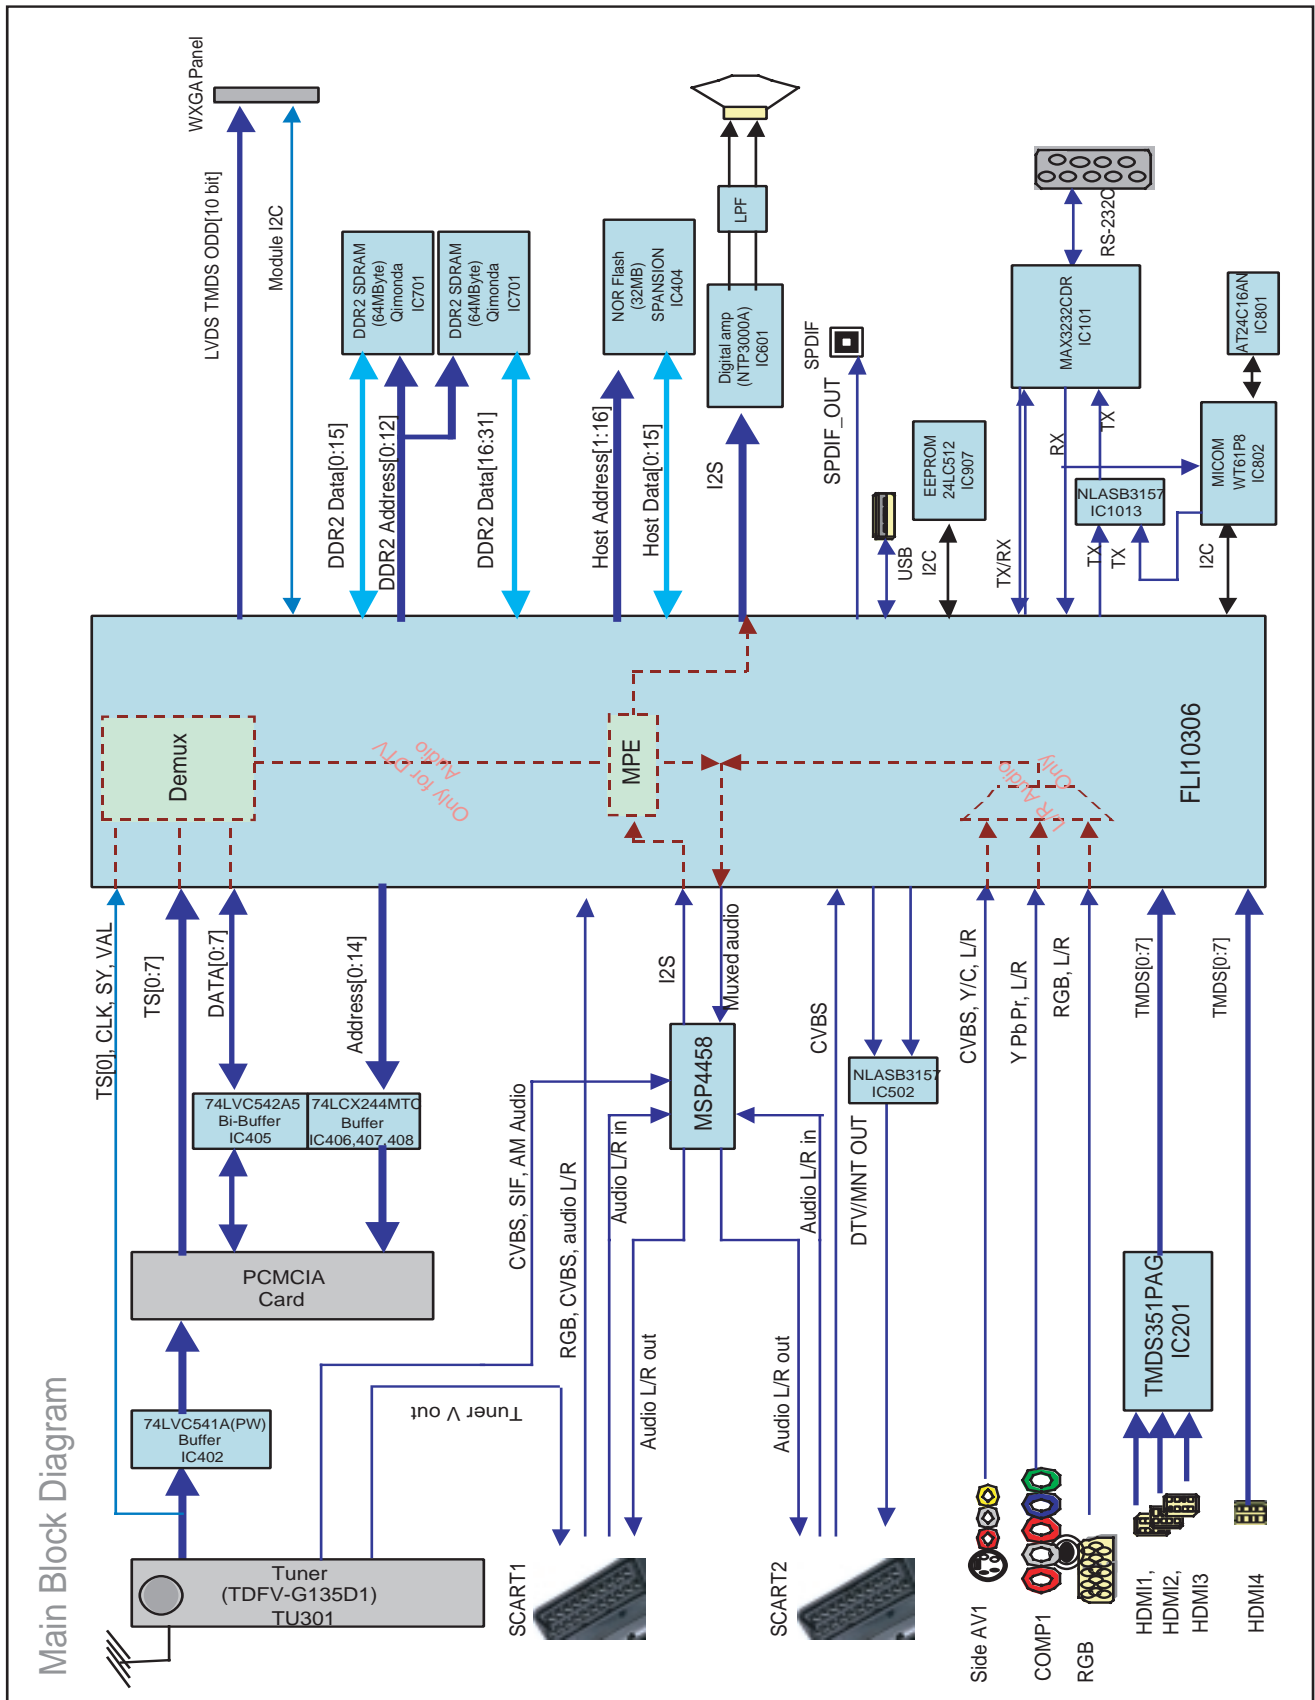 Main Block Diagram
WXGA Panel
LVDS TMDS ODD[10 bit]
Module I2C
DDR2 SDRAM
(64MByte)
Qimonda
IC701
DDR2 SDRAM
(64MByte)
Qimonda
IC701
DDR2 Data[0:15]
DDR2 Address[0:12]
DDR2 Data[16:31]
NOR Flash
(32MB)
SPANSION
IC404
Host Address[1:16]
Host Data[0:15]
LPF
Digital amp
(NTP3000A)
IC601
I2S
SPDIF
SPDIF_OUT
USB
EEPROM
24LC512
IC907
I2C
RS-232C
MAX3232CDR
IC101
TX/RX
RX
TX
NLASB3157
IC1013
TX
TX
AT24C16AN
IC801
MICOM
WT61P8
IC802
I2C
Demux
Only for DTV
Audio
MPE
L/R Audio
Only
FLI10306
TS[0], CLK, SY, VAL
TS[0:7]
DATA[0:7]
Address[0:14]
74LVC542A5
Bi-Buffer
IC405
74LCX244MTC
Buffer
IC406,407,408
PCMCIA
Card
74LVC541A(PW)
Buffer
IC402
Tuner
(TDFV-G135D1)
TU301
CVBS, SIF, AM Audio
Tuner V out
RGB, CVBS, audio L/R
Audio L/R in
Audio L/R out
SCART1
I2S
Muxed audio
MSP4458
Audio L/R in
Audio L/R out
CVBS
NLASB3157
IC502
DTV/MNT OUT
SCART2
CVBS, Y/C, L/R
Y Pb Pr, L/R
RGB, L/R
TMDS[0:7]
TMDS[0:7]
TMDS351PAG
IC201
Side AV1
COMP1
RGB
HDMI1,
HDMI2,
HDMI3
HDMI4